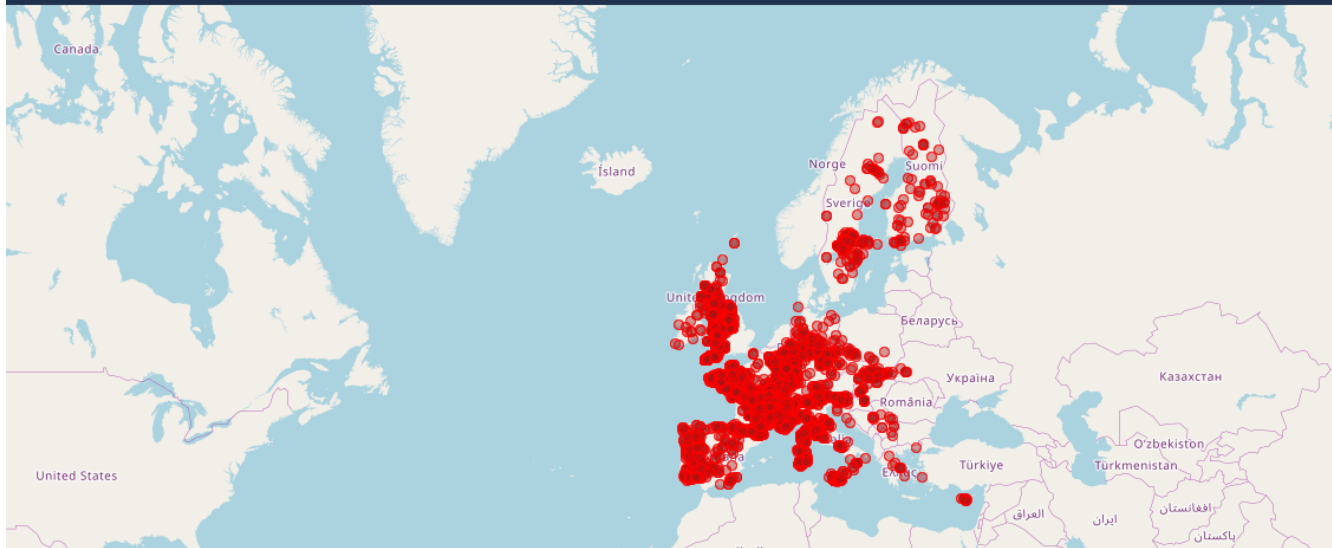 Canada
Ísland
Norge
Suomi
Sverige
United Kingdom
Беларусь
Україна
Казахстан
România
O'zbekiston
Türkiye
Türkmenistan
United States
العراق
ایران
افغانستان
پاکستان